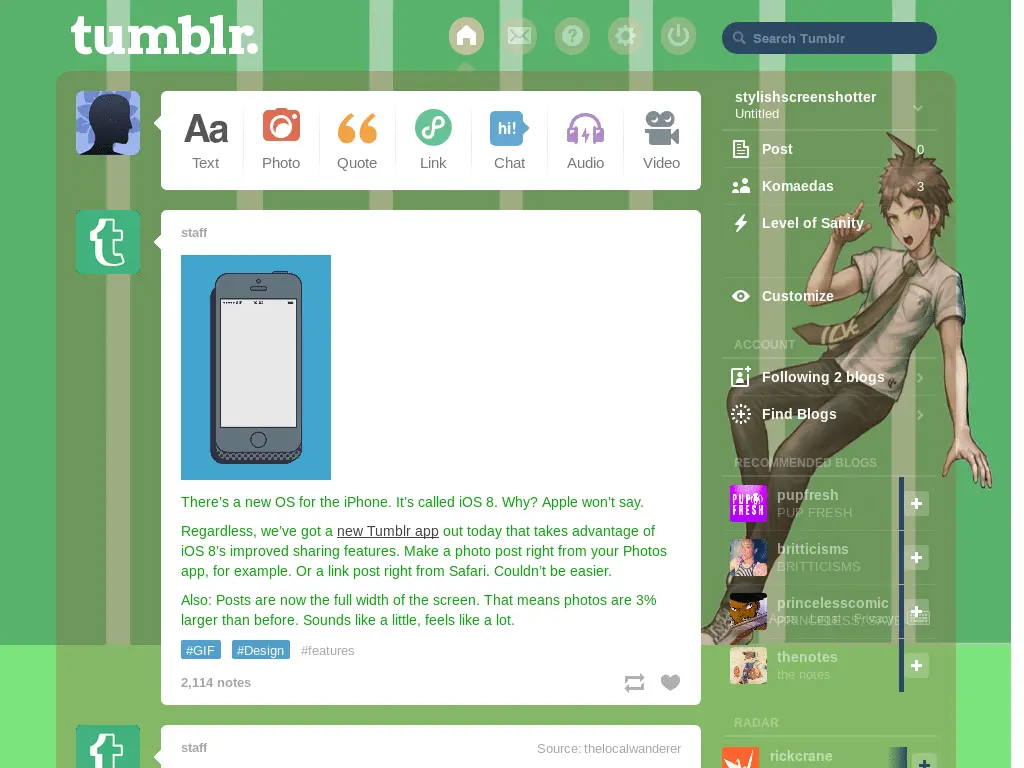 tumblr.
Search Tumblr
Aa
hi!
Text
Photo
Quote
Link
Chat
Audio
Video
stylishscreenshotter
Untitled
Post 0
Komaedas 3
Level of Sanity
Customize
ACCOUNT
Following 2 blogs
Find Blogs
RECOMMENDED BLOGS
PUP
FRESH
pupfresh
PUP FRESH
britticisms
BRITTICISMS
princelesscomic
PRINCELESS: SAVE
Apps Legal Privacy
thenotes
the notes
RADAR
rickcrane
t
staff
There's a new OS for the iPhone. It's called iOS 8. Why? Apple won't say.
Regardless, we've got a new Tumblr app out today that takes advantage of
iOS 8's improved sharing features. Make a photo post right from your Photos
app, for example. Or a link post right from Safari. Couldn't be easier.
Also: Posts are now the full width of the screen. That means photos are 3%
larger than before. Sounds like a little, feels like a lot.
#GIF #Design #features
2,114 notes
t
staff
Source: thelocalwanderer